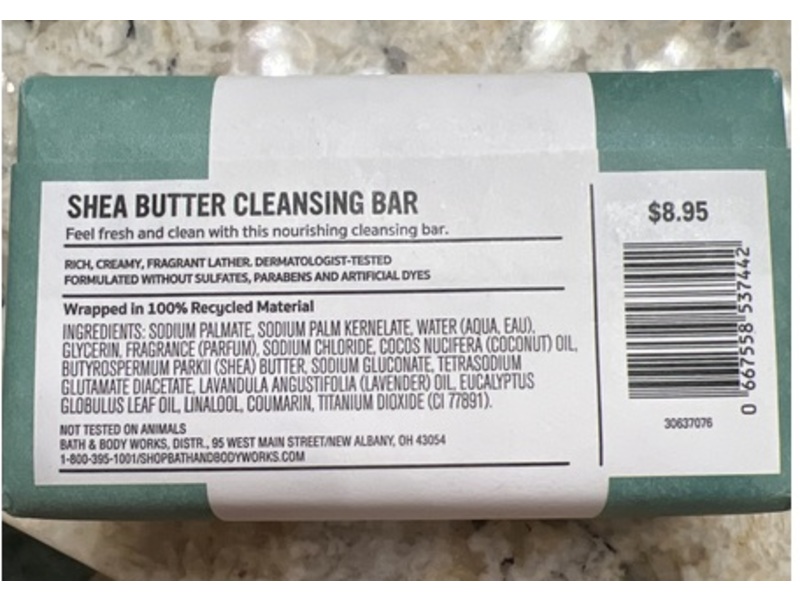 SHEA BUTTER CLEANSING BAR
Feel fresh and clean with this nourishing cleansing bar.
RICH, CREAMY, FRAGRANT LATHER. DERMATOLOGIST-TESTED
FORMULATED WITHOUT SULFATES, PARABENS AND ARTIFICIAL DYES
Wrapped in 100% Recycled Material
INGREDIENTS: SODIUM PALMATE, SODIUM PALM KERNELATE, WATER (AQUA, EAU),
GLYCERIN, FRAGRANCE (PARFUM), SODIUM CHLORIDE, COCOS NUCIFERA (COCONUT) OIL,
BUTYROSPERMUM PARKII (SHEA) BUTTER, SODIUM GLUCONATE, TETRASODIUM
GLUTAMATE DIACETATE, LAVANDULA ANGUSTIFOLIA (LAVENDER) OIL, EUCALYPTUS
GLOBULUS LEAF OIL, LINALOOL, COUMARIN, TITANIUM DIOXIDE (CI 77891).
NOT TESTED ON ANIMALS
BATH & BODY WORKS, DISTR., 95 WEST MAIN STREET/NEW ALBANY, OH 43054
1-800-395-1001/SHOPBATHANDBODYWORKS.COM
$8.95
0 667558 537442
30637076